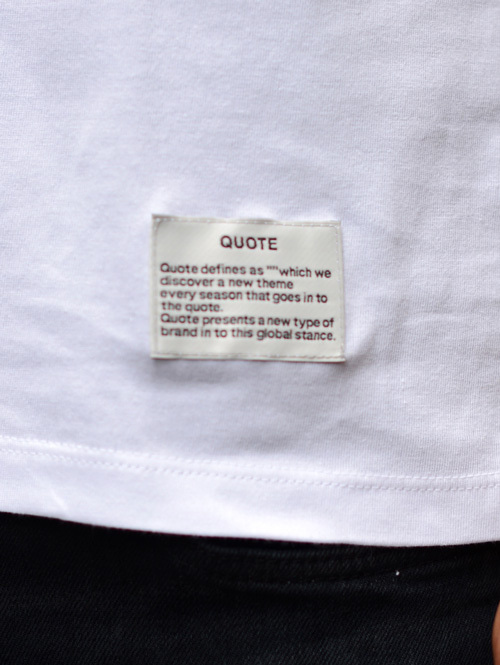 QUOTE
Quote defines as """which we
discover a new theme
every season that goes in to
the quote.
Quote presents a new type of
brand in to this global stance.